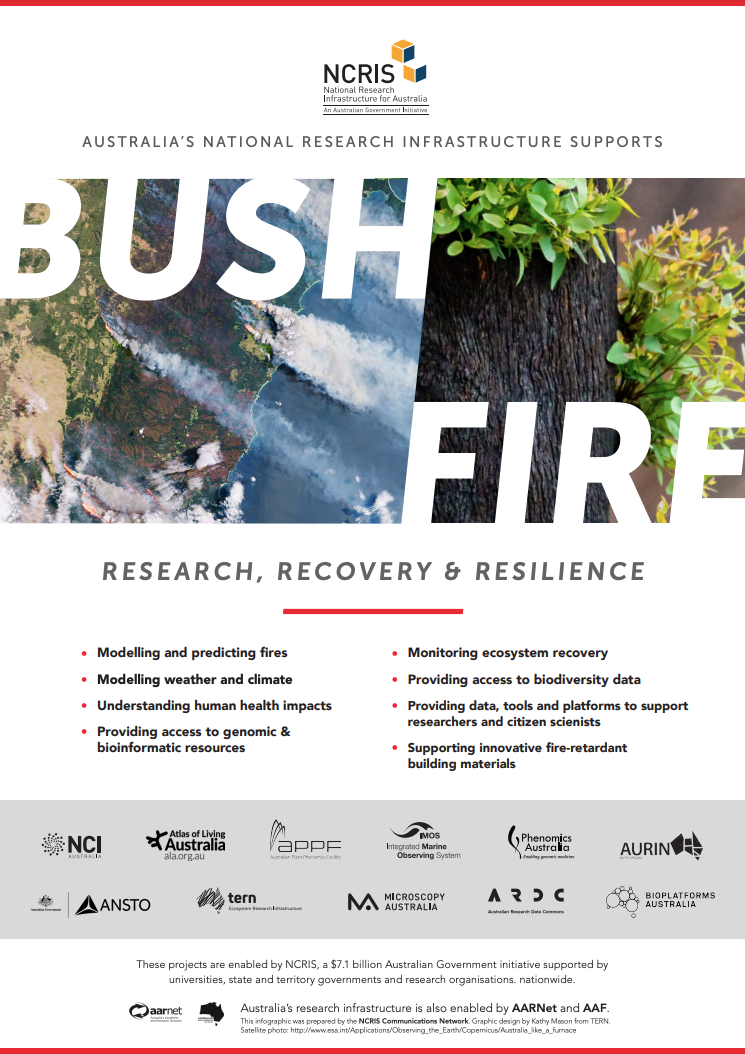 NCRIS
National Research
Infrastructure for Australia
An Australian Government Initiative
AUSTRALIA'S NATIONAL RESEARCH INFRASTRUCTURE SUPPORTS
BUSH
FIRE
RESEARCH, RECOVERY & RESILIENCE
• Modelling and predicting fires
• Modelling weather and climate
• Understanding human health impacts
• Providing access to genomic &
bioinformatic resources
• Monitoring ecosystem recovery
• Providing access to biodiversity data
• Providing data, tools and platforms to support
researchers and citizen scienists
• Supporting innovative fire-retardant
building materials
NCI
AUSTRALIA
Atlas of Living
Australia
ala.org.au
APPF
Australian Plant Phenomics Facility
IMOS
Integrated Marine
Observing System
Phenomics
Australia
Enabling genomic medicine
AURIN
Australian Government
ANSTO
tern
Ecosystem Research Infrastructure
MICROSCOPY
AUSTRALIA
ARDC
Australian Research Data Commons
BIOPLATFORMS
AUSTRALIA
These projects are enabled by NCRIS, a $7.1 billion Australian Government initiative supported by
universities, state and territory governments and research organisations. nationwide.
aarnet
Australia's Academic
and Research Network
Australia's research infrastructure is also enabled by AARNet and AAF.
This infographic was prepared by the NCRIS Communications Network. Graphic design by Kathy Mason from TERN.
Satellite photo: http://www.esa.int/Applications/Observing_the_Earth/Copernicus/Australia_like_a_furnace